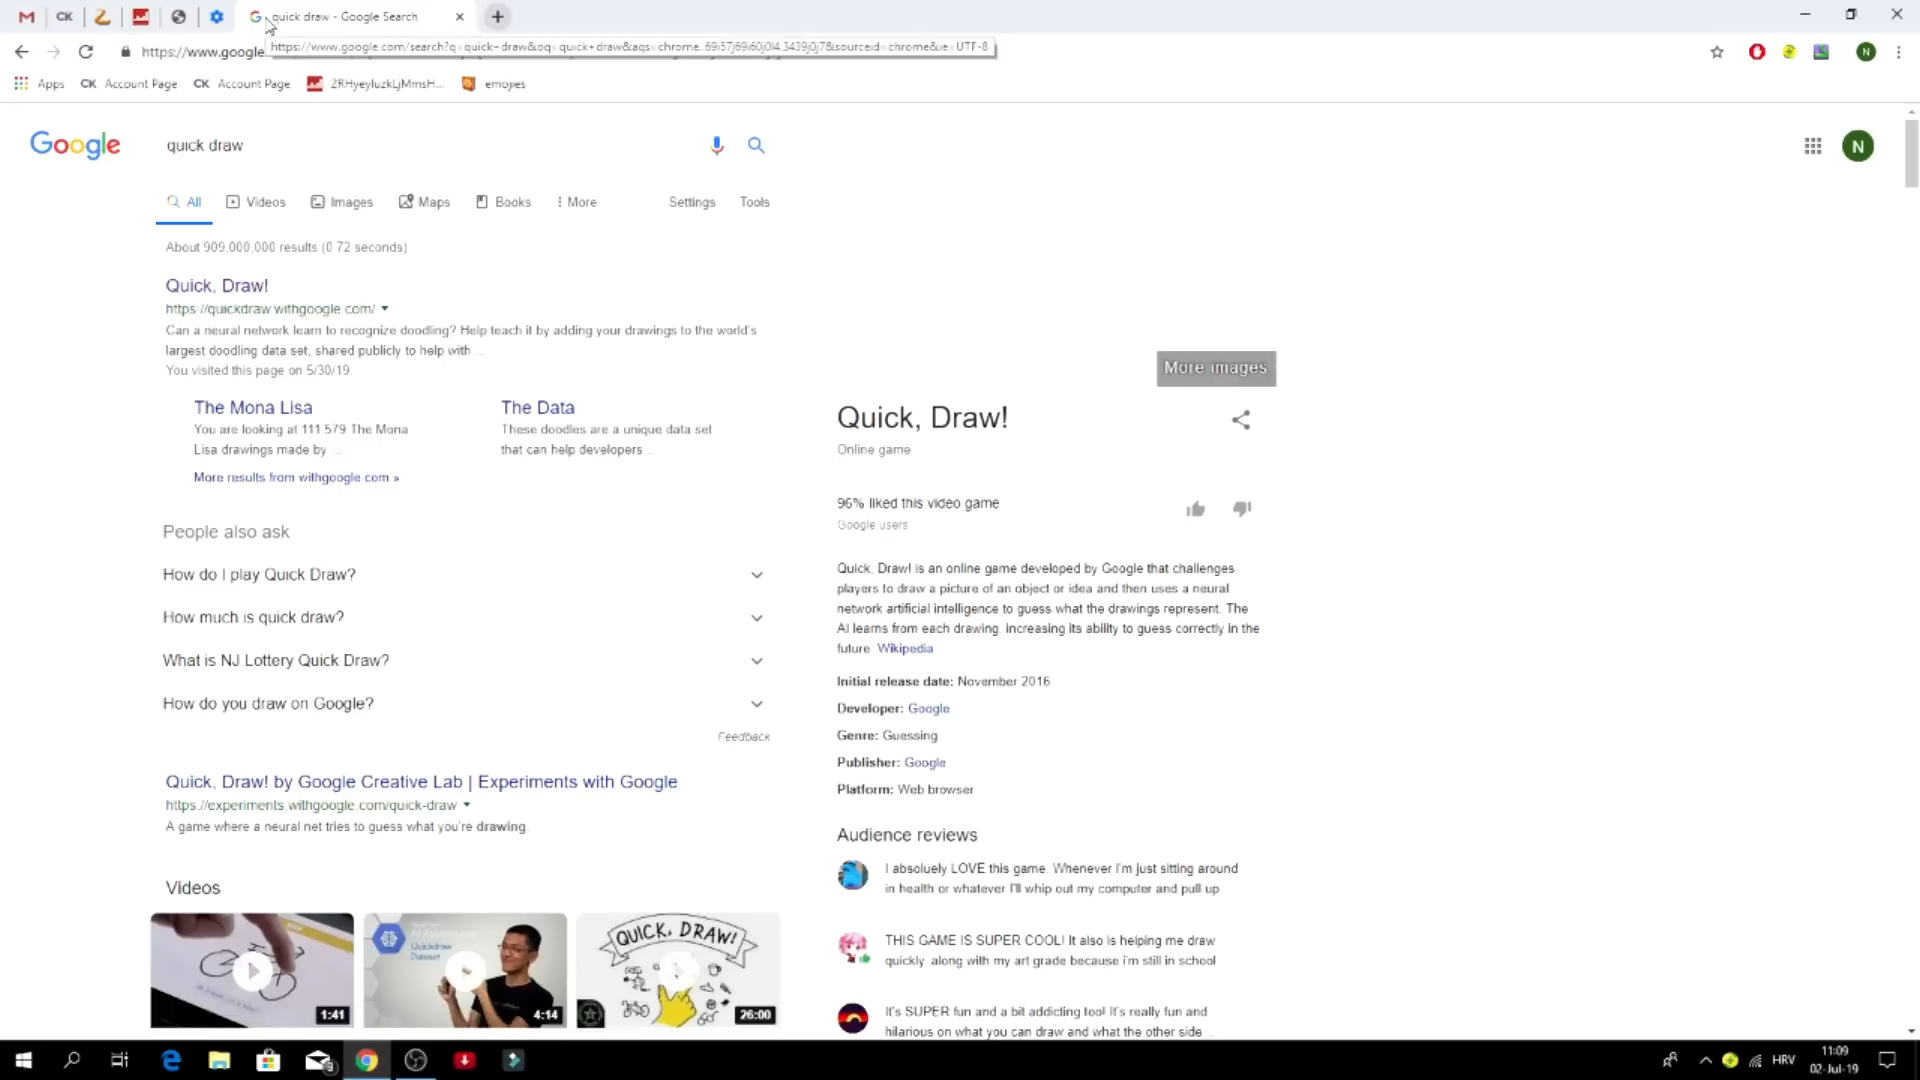 quick draw - Google Search
https://www.google.
https://www.google.com/search?q=quick+draw&oq=quick+draw&aqs=chrome..69i57j69i60j0l4.3439j0j7&sourceid=chrome&ie=UTF-8
Apps CK Account Page CK Account Page 2RHyeyluzkLjMmsH... emojies
Google quick draw N
All Videos Images Maps Books More Settings Tools
About 909,000,000 results (0.72 seconds)
Quick, Draw!
https://quickdraw.withgoogle.com/
Can a neural network learn to recognize doodling? Help teach it by adding your drawings to the world's
largest doodling data set, shared publicly to help with ...
You visited this page on 5/30/19.
The Mona Lisa
You are looking at 111,579 The Mona
Lisa drawings made by ...
The Data
These doodles are a unique data set
that can help developers ...
More results from withgoogle.com »
People also ask
How do I play Quick Draw?
How much is quick draw?
What is NJ Lottery Quick Draw?
How do you draw on Google?
Feedback
Quick, Draw! by Google Creative Lab | Experiments with Google
https://experiments.withgoogle.com/quick-draw
A game where a neural net tries to guess what you're drawing.
Videos
1:41
AI Adventures
Quickdraw
Dataset
4:14
QUICK, DRAW!
26:00
More images
Quick, Draw!
Online game
96% liked this video game
Google users
Quick, Draw! is an online game developed by Google that challenges
players to draw a picture of an object or idea and then uses a neural
network artificial intelligence to guess what the drawings represent. The
AI learns from each drawing, increasing its ability to guess correctly in the
future. Wikipedia
Initial release date: November 2016
Developer: Google
Genre: Guessing
Publisher: Google
Platform: Web browser
Audience reviews
I absoluely LOVE this game. Whenever I'm just sitting around
in health or whatever I'll whip out my computer and pull up
THIS GAME IS SUPER COOL! It also is helping me draw
quickly along with my art grade because i'm still in school
It's SUPER fun and a bit addicting too! It's really fun and
hilarious on what you can draw and what the other side ...
HRV
11:09
02-Jul-19